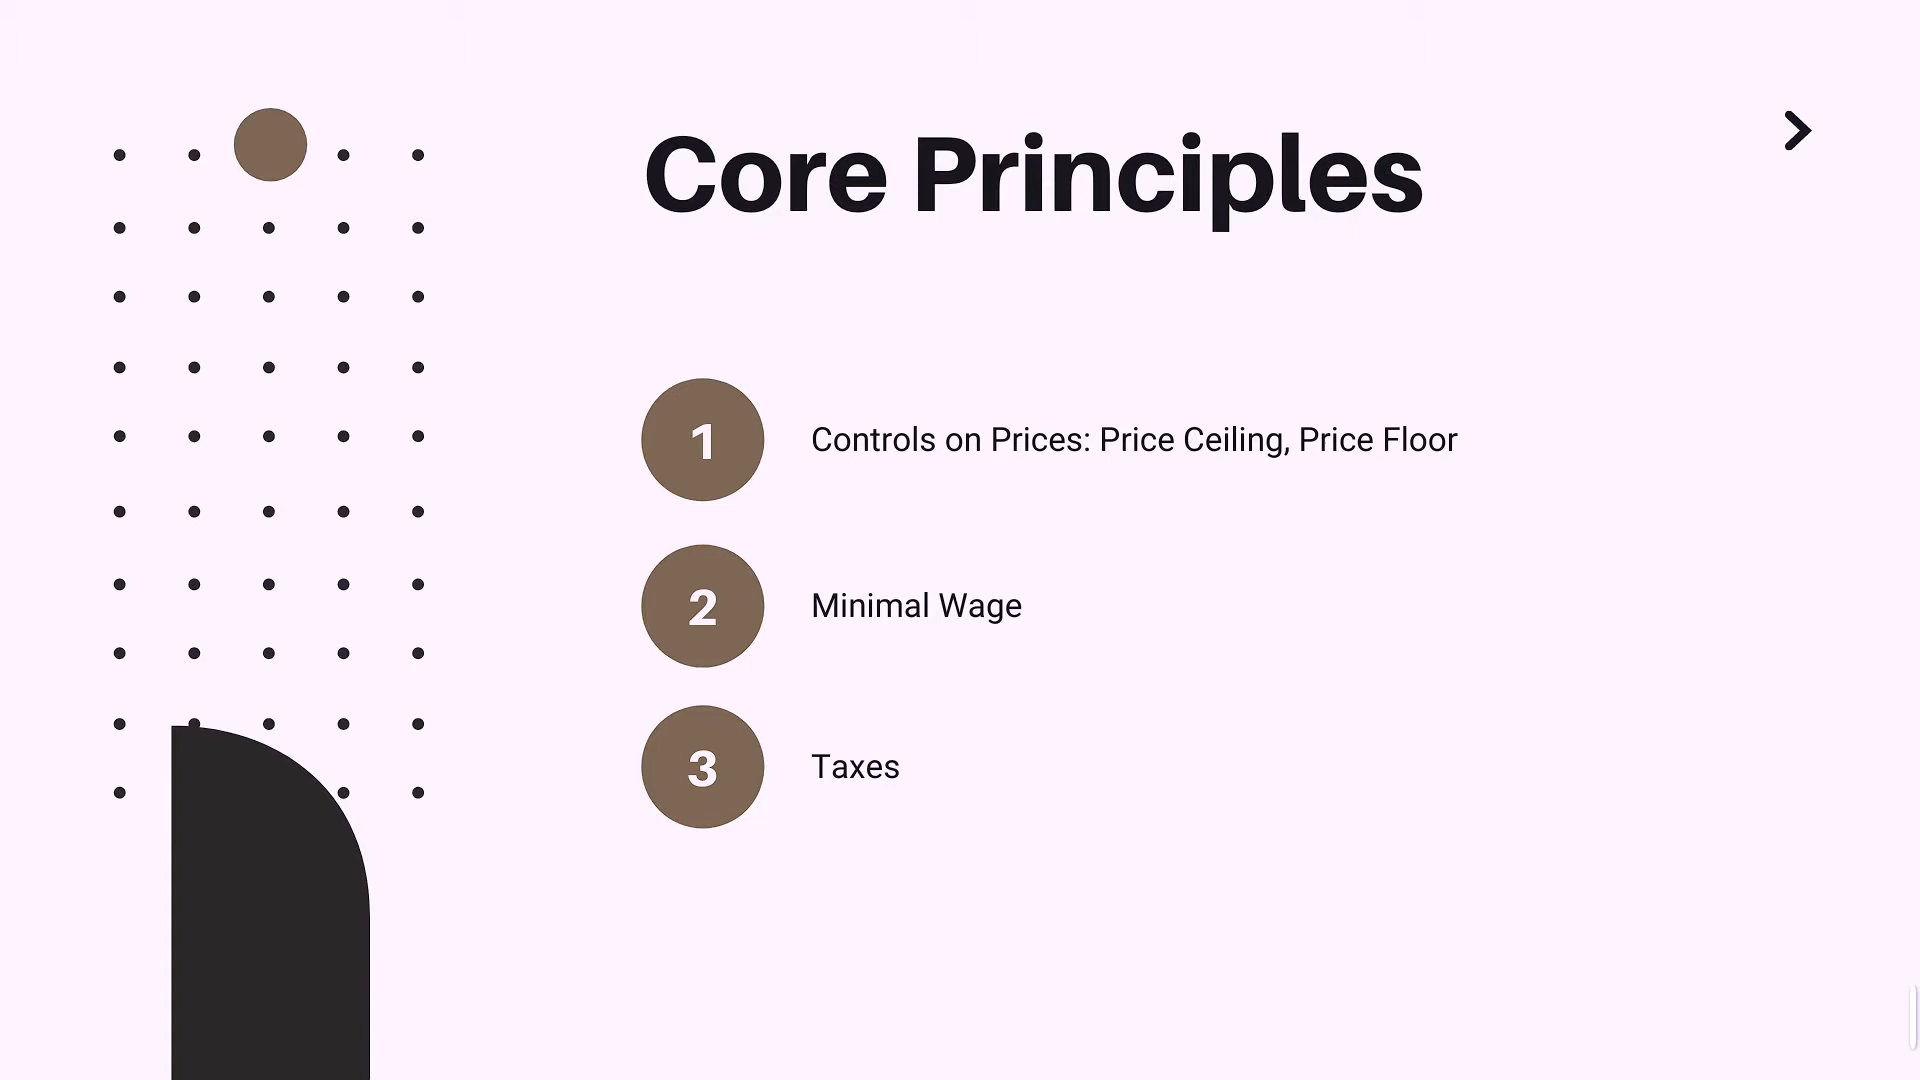 Core Principles
1
Controls on Prices: Price Ceiling, Price Floor
2
Minimal Wage
3
Taxes